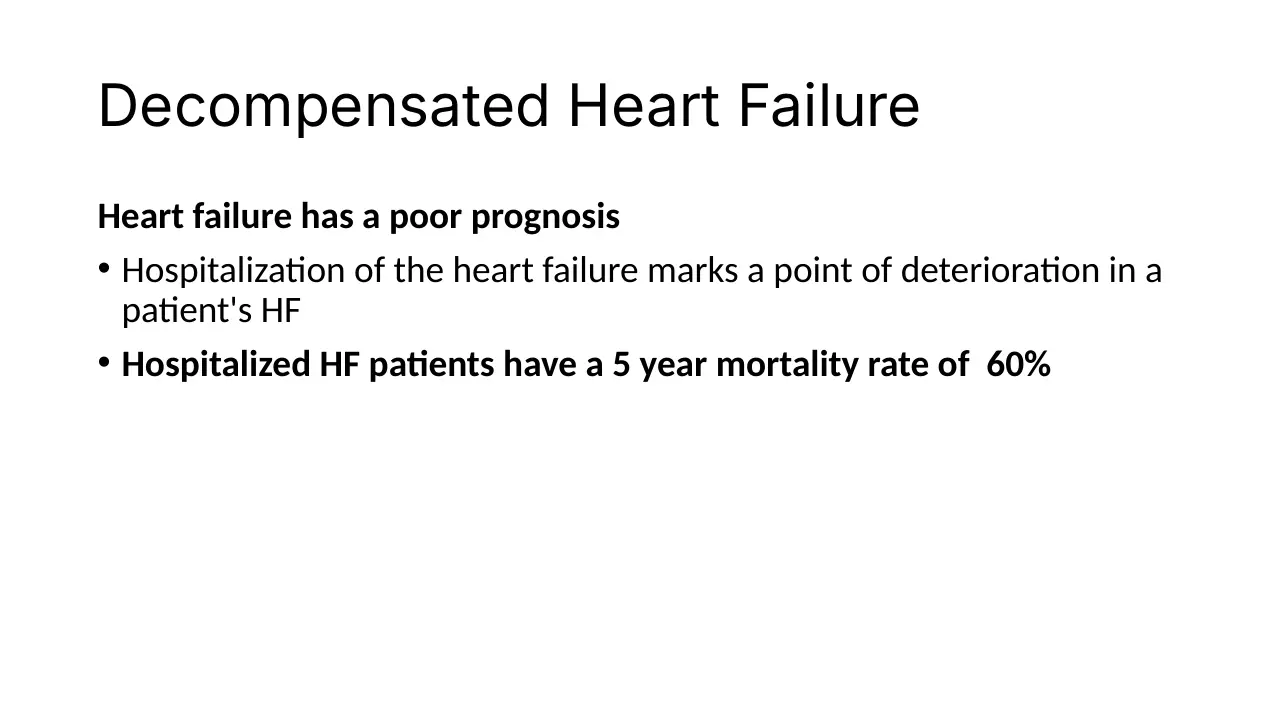 Decompensated Heart Failure
Heart failure has a poor prognosis
• Hospitalization of the heart failure marks a point of deterioration in a
patient's HF
• Hospitalized HF patients have a 5 year mortality rate of  60%